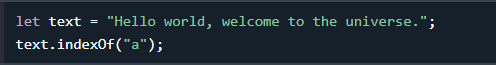 let text = "Hello world, welcome to the universe.";
text.indexOf("a");